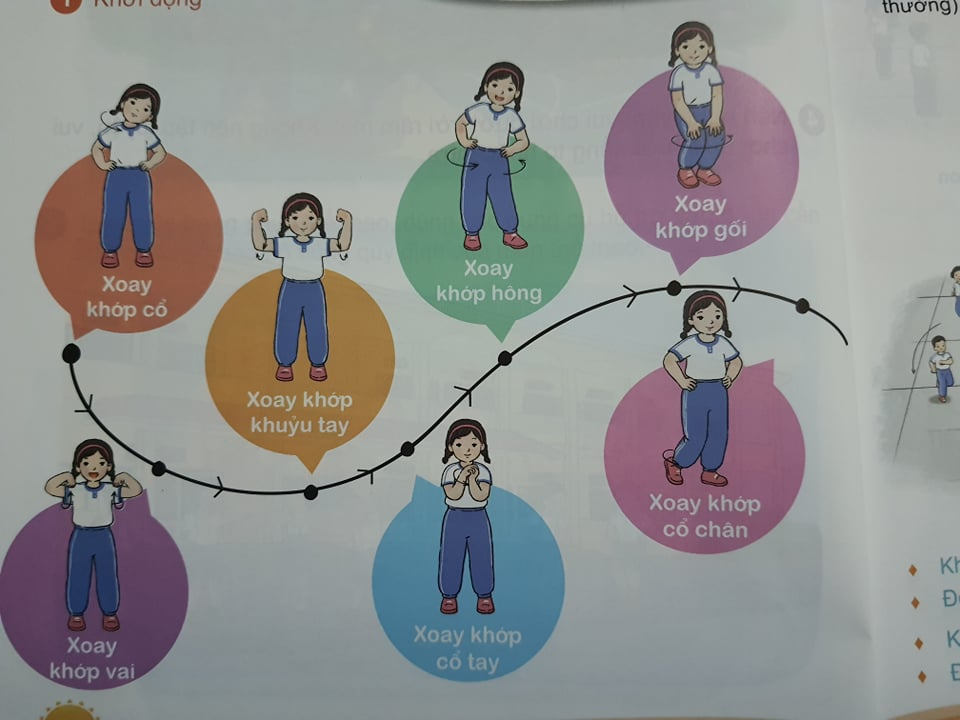 1 Khởi động
thường)
Xoay
khớp cổ
Xoay
khớp vai
Xoay khớp
khuỷu tay
Xoay khớp
cổ tay
Xoay
khớp hông
Xoay
khớp gối
Xoay khớp
cổ chân